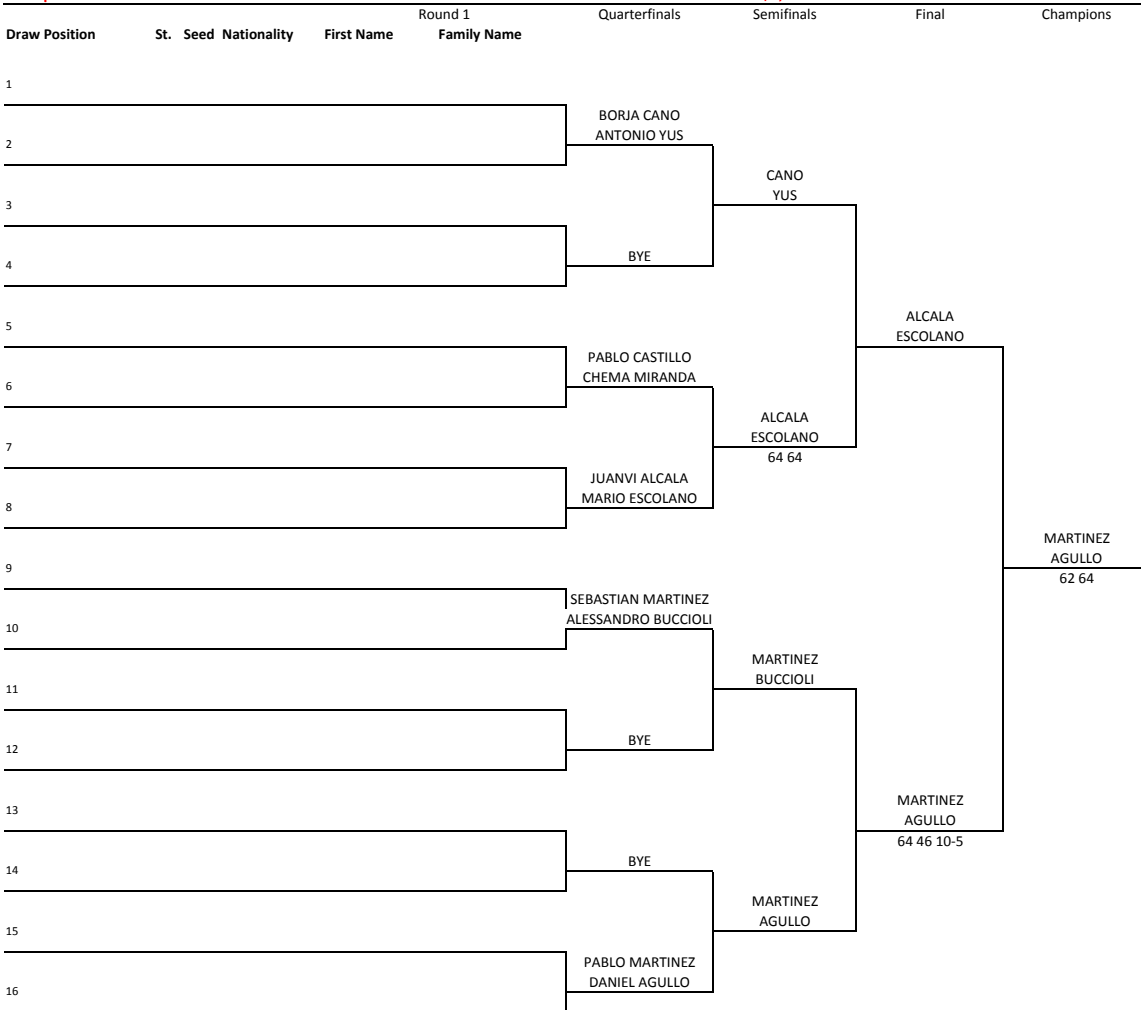 Round 1 Quarterfinals Semifinals Final Champions
Draw Position St. Seed Nationality First Name Family Name
1
BORJA CANO
2 ANTONIO YUS
CANO
3 YUS
4 BYE
5 ALCALA
ESCOLANO
PABLO CASTILLO
6 CHEMA MIRANDA
ALCALA
7 ESCOLANO
64 64
JUANVI ALCALA
8 MARIO ESCOLANO
MARTINEZ
9 AGULLO
62 64
SEBASTIAN MARTINEZ
10 ALESSANDRO BUCCIOLI
MARTINEZ
11 BUCCIOLI
12 BYE
13 MARTINEZ
AGULLO
64 46 10-5
14 BYE
MARTINEZ
15 AGULLO
PABLO MARTINEZ
16 DANIEL AGULLO